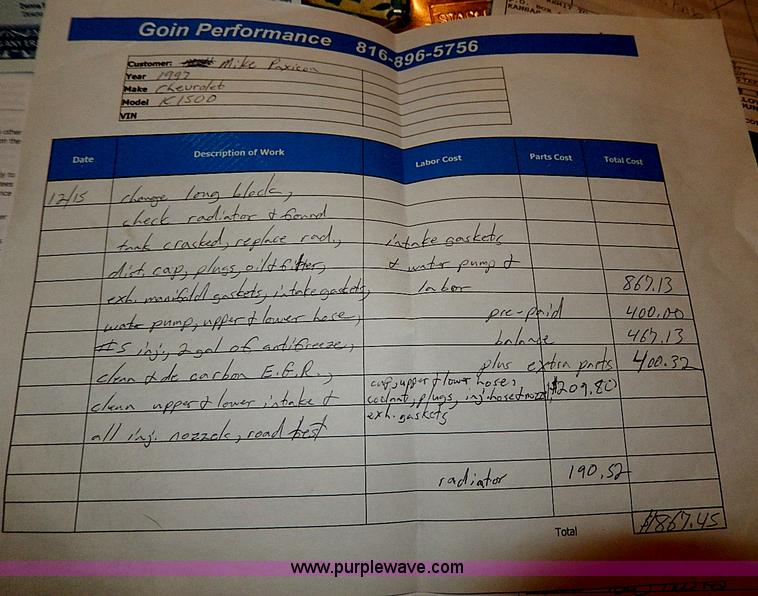 Goin Performance 816-896-5756
Customer: Mike
Year 1997
Make Chevrolet
Model K1500
VIN
Date Description of Work Labor Cost Parts Cost Total Cost
12/15 change long block,
check radiator & found
tank cracked, replace rad., intake gaskets
dist. cap, plugs, oil & filter, & water pump &
exh. manifold gaskets, intake gaskets, labor 867.13
water pump, upper & lower hose, pre-paid 400.00
#5 inj., 2 gal of antifreeze, balance 467.13
clean & de carbon E.G.R., plus extra parts 400.32
cap, upper & lower hose,
clean upper & lower intake & coolnt, plugs, inj. hose & nozzel, $209.80
exh. gaskets
all inj. nozzels, road test
radiator 190.52
Total $867.45
www.purplewave.com